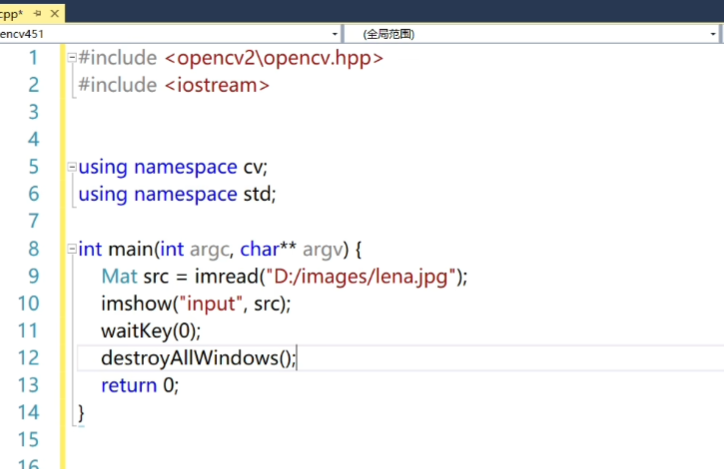 cpp*
encv451
(全局范围)
1 #include <opencv2\opencv.hpp>
2 #include <iostream>
3
4
5 using namespace cv;
6 using namespace std;
7
8 int main(int argc, char** argv) {
9 Mat src = imread("D:/images/lena.jpg");
10 imshow("input", src);
11 waitKey(0);
12 destroyAllWindows();
13 return 0;
14 }
15
16